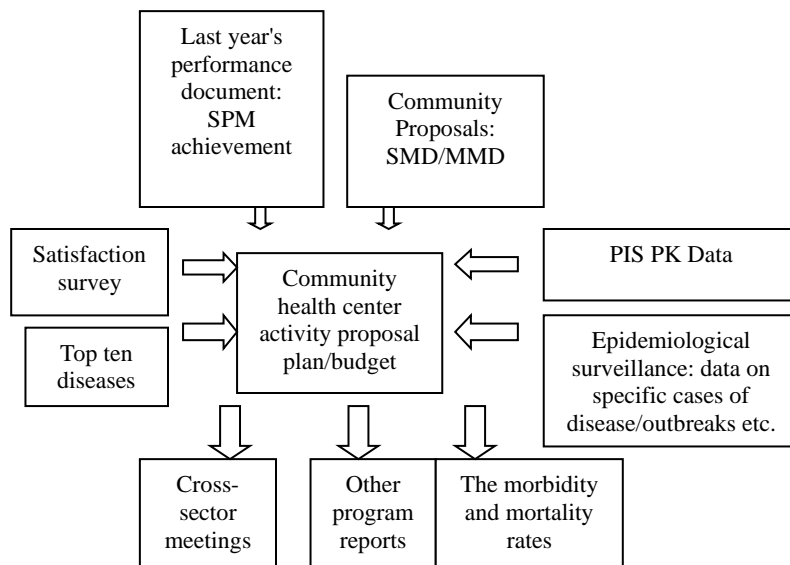 Last year's
performance
document:
SPM
achievement
Community
Proposals:
SMD/MMD
Satisfaction
survey
Community
health center
activity proposal
plan/budget
PIS PK Data
Top ten
diseases
Epidemiological
surveillance: data on
specific cases of
disease/outbreaks etc.
Cross-
sector
meetings
Other
program
reports
The morbidity
and mortality
rates